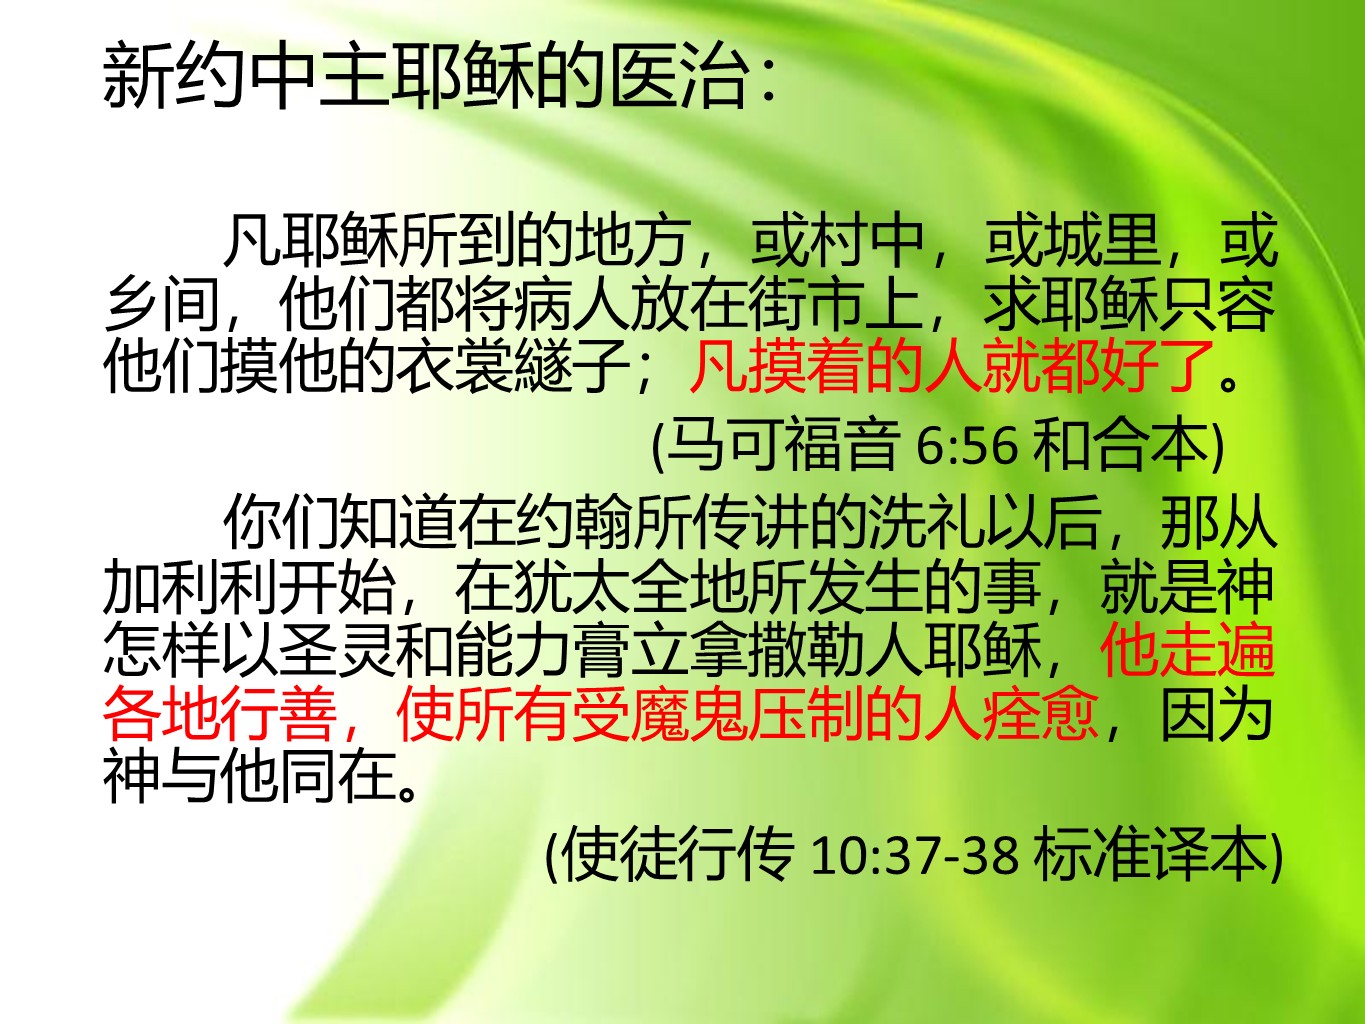 新约中主耶稣的医治：
凡耶稣所到的地方，或村中，或城里，或
乡间，他们都将病人放在街市上，求耶稣只容
他们摸他的衣裳繸子；凡摸着的人就都好了。
(马可福音 6:56 和合本)
你们知道在约翰所传讲的洗礼以后，那从
加利利开始，在犹太全地所发生的事，就是神
怎样以圣灵和能力膏立拿撒勒人耶稣，他走遍
各地行善，使所有受魔鬼压制的人痊愈，因为
神与他同在。
(使徒行传 10:37-38 标准译本)